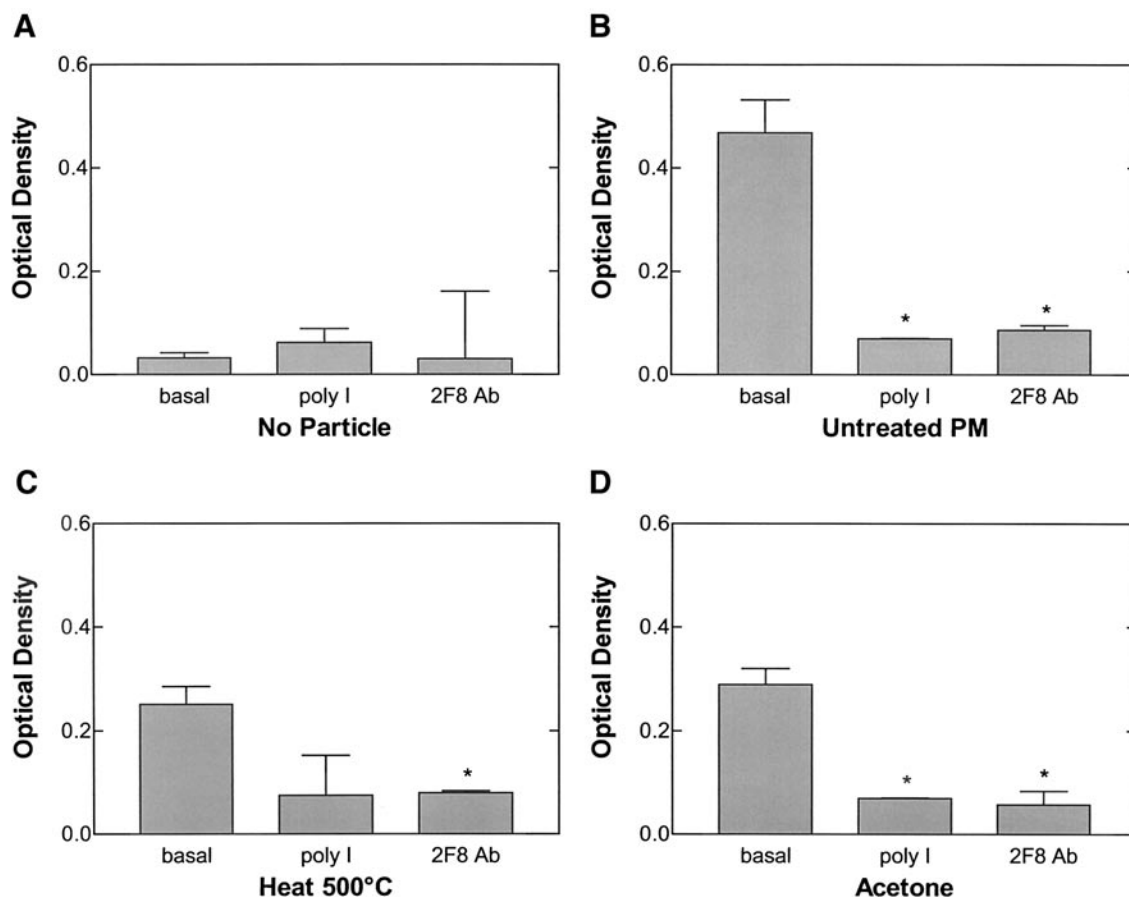 A
Optical Density
0.6
0.4
0.2
0.0
basal poly I 2F8 Ab
No Particle
B
Optical Density
0.6
0.4
0.2
0.0
* *
basal poly I 2F8 Ab
Untreated PM
C
Optical Density
0.6
0.4
0.2
0.0
*
basal poly I 2F8 Ab
Heat 500°C
D
Optical Density
0.6
0.4
0.2
0.0
* *
basal poly I 2F8 Ab
Acetone